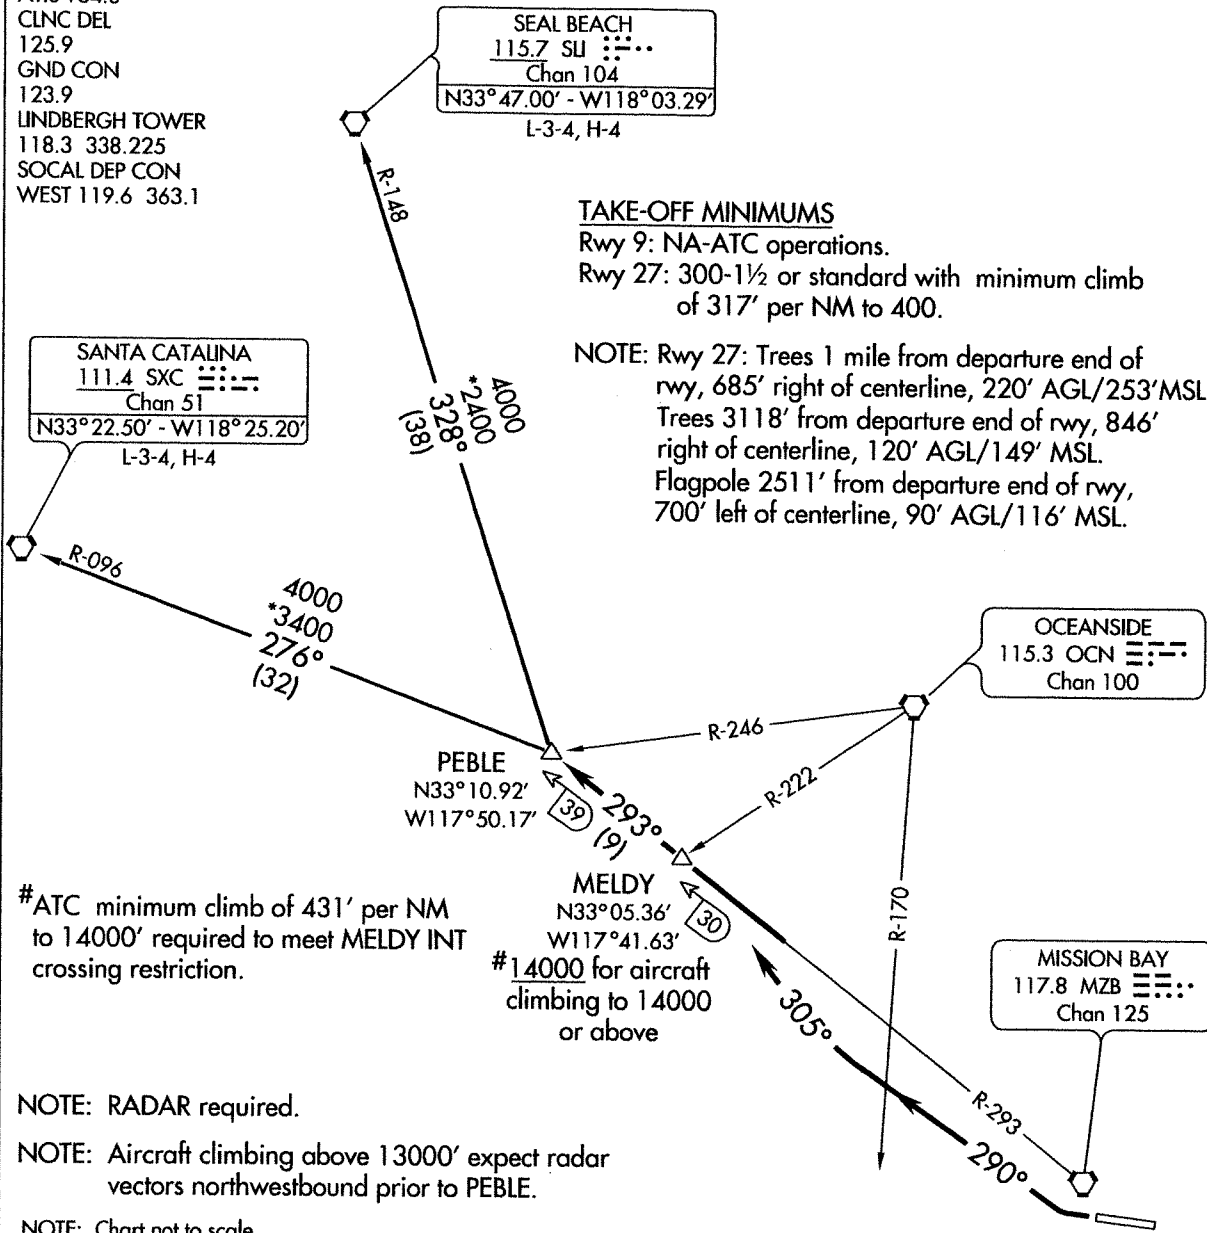 CLNC DEL
125.9
GND CON
123.9
LINDBERGH TOWER
118.3 338.225
SOCAL DEP CON
WEST 119.6 363.1
SEAL BEACH
115.7 SLI
Chan 104
N33°47.00' - W118°03.29'
L-3-4, H-4
R-148
TAKE-OFF MINIMUMS
Rwy 9: NA-ATC operations.
Rwy 27: 300-1½ or standard with minimum climb
of 317' per NM to 400.
NOTE: Rwy 27: Trees 1 mile from departure end of
rwy, 685' right of centerline, 220' AGL/253'MSL
Trees 3118' from departure end of rwy, 846'
right of centerline, 120' AGL/149' MSL.
Flagpole 2511' from departure end of rwy,
700' left of centerline, 90' AGL/116' MSL.
SANTA CATALINA
111.4 SXC
Chan 51
N33°22.50' - W118°25.20'
L-3-4, H-4
4000
*2400
328°
(38)
R-096
4000
*3400
276°
(32)
OCEANSIDE
115.3 OCN
Chan 100
R-246
R-222
R-170
PEBLE
N33°10.92'
W117°50.17'
39
293°
(9)
MELDY
N33°05.36'
W117°41.63'
30
#14000 for aircraft
climbing to 14000
or above
#ATC minimum climb of 431' per NM
to 14000' required to meet MELDY INT
crossing restriction.
MISSION BAY
117.8 MZB
Chan 125
305°
R-293
290°
NOTE: RADAR required.
NOTE: Aircraft climbing above 13000' expect radar
vectors northwestbound prior to PEBLE.
NOTE: Chart not to scale